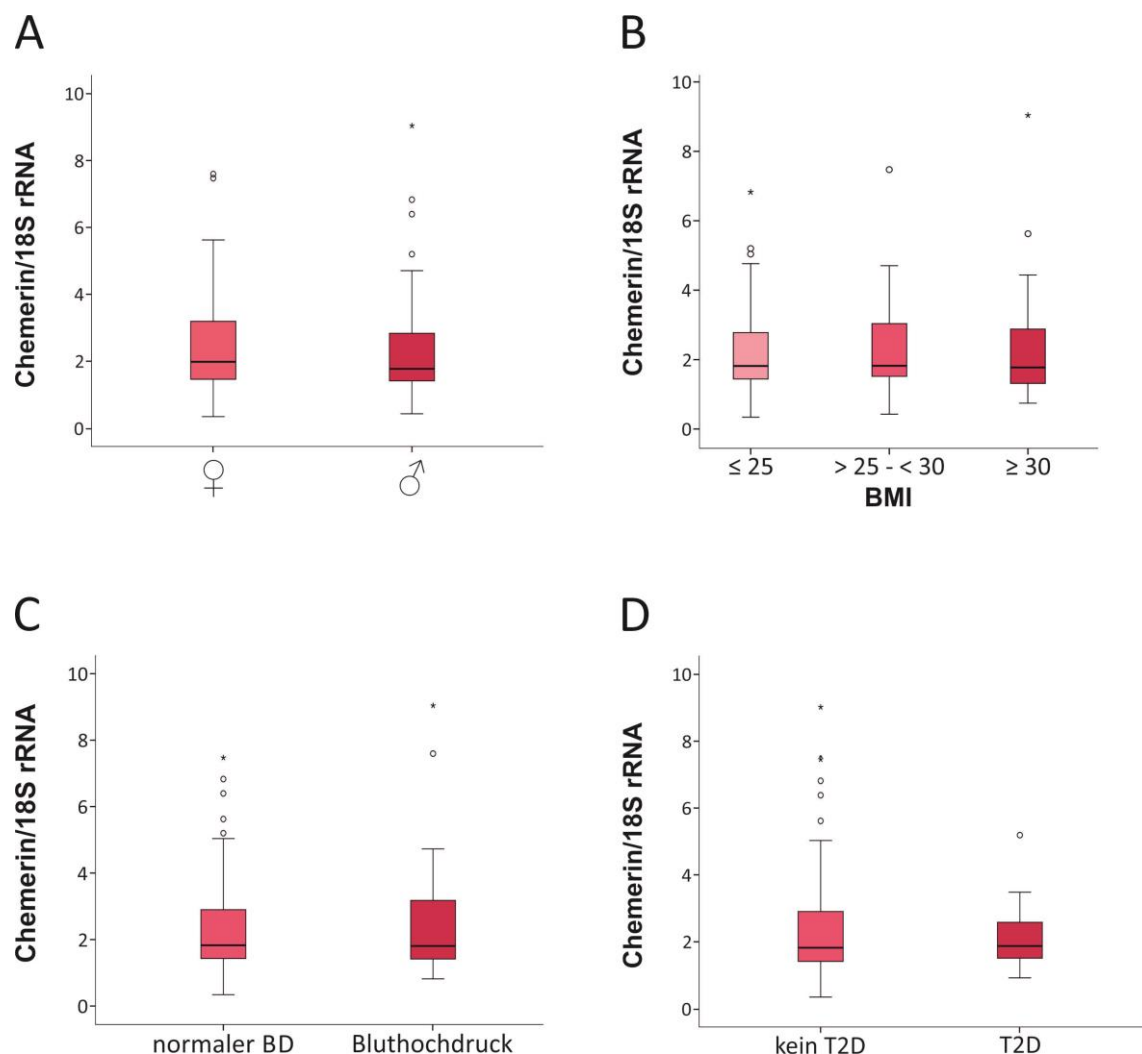 A
Chemerin/18S rRNA
10
8
6
4
2
0
♀
♂
B
Chemerin/18S rRNA
10
8
6
4
2
0
≤ 25
> 25 - < 30
≥ 30
BMI
C
Chemerin/18S rRNA
10
8
6
4
2
0
normaler BD
Bluthochdruck
D
Chemerin/18S rRNA
10
8
6
4
2
0
kein T2D
T2D